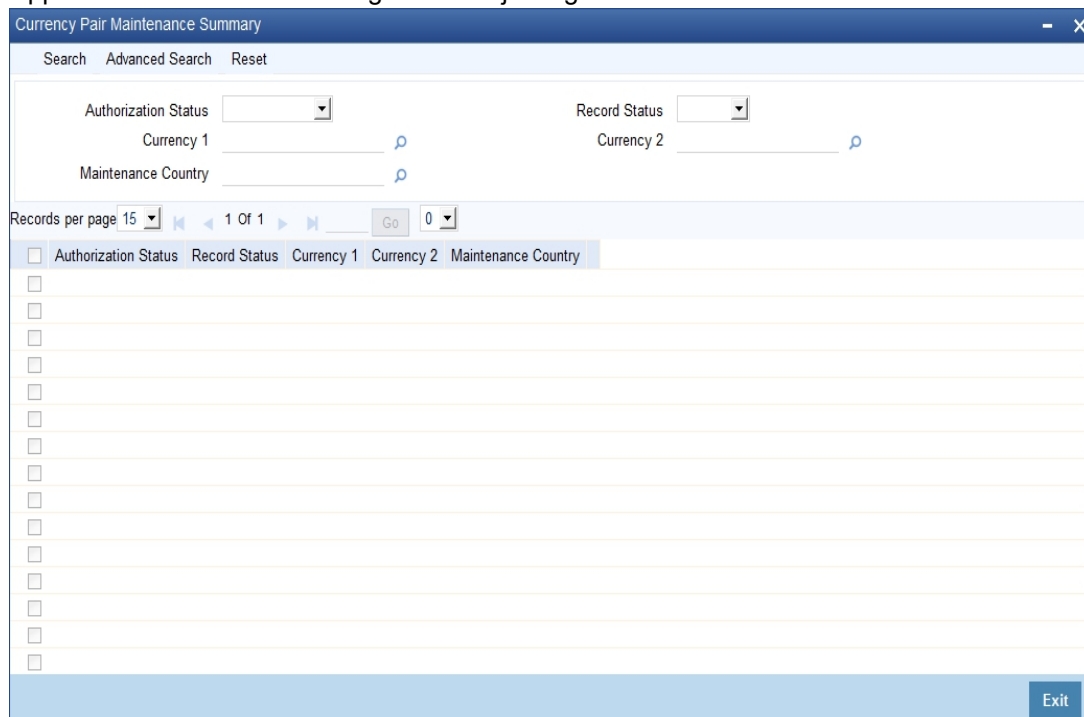 Currency Pair Maintenance Summary
Search Advanced Search Reset
Authorization Status Record Status
Currency 1 Currency 2
Maintenance Country
Records per page 15 1 Of 1 Go 0
Authorization Status Record Status Currency 1 Currency 2 Maintenance Country
Exit